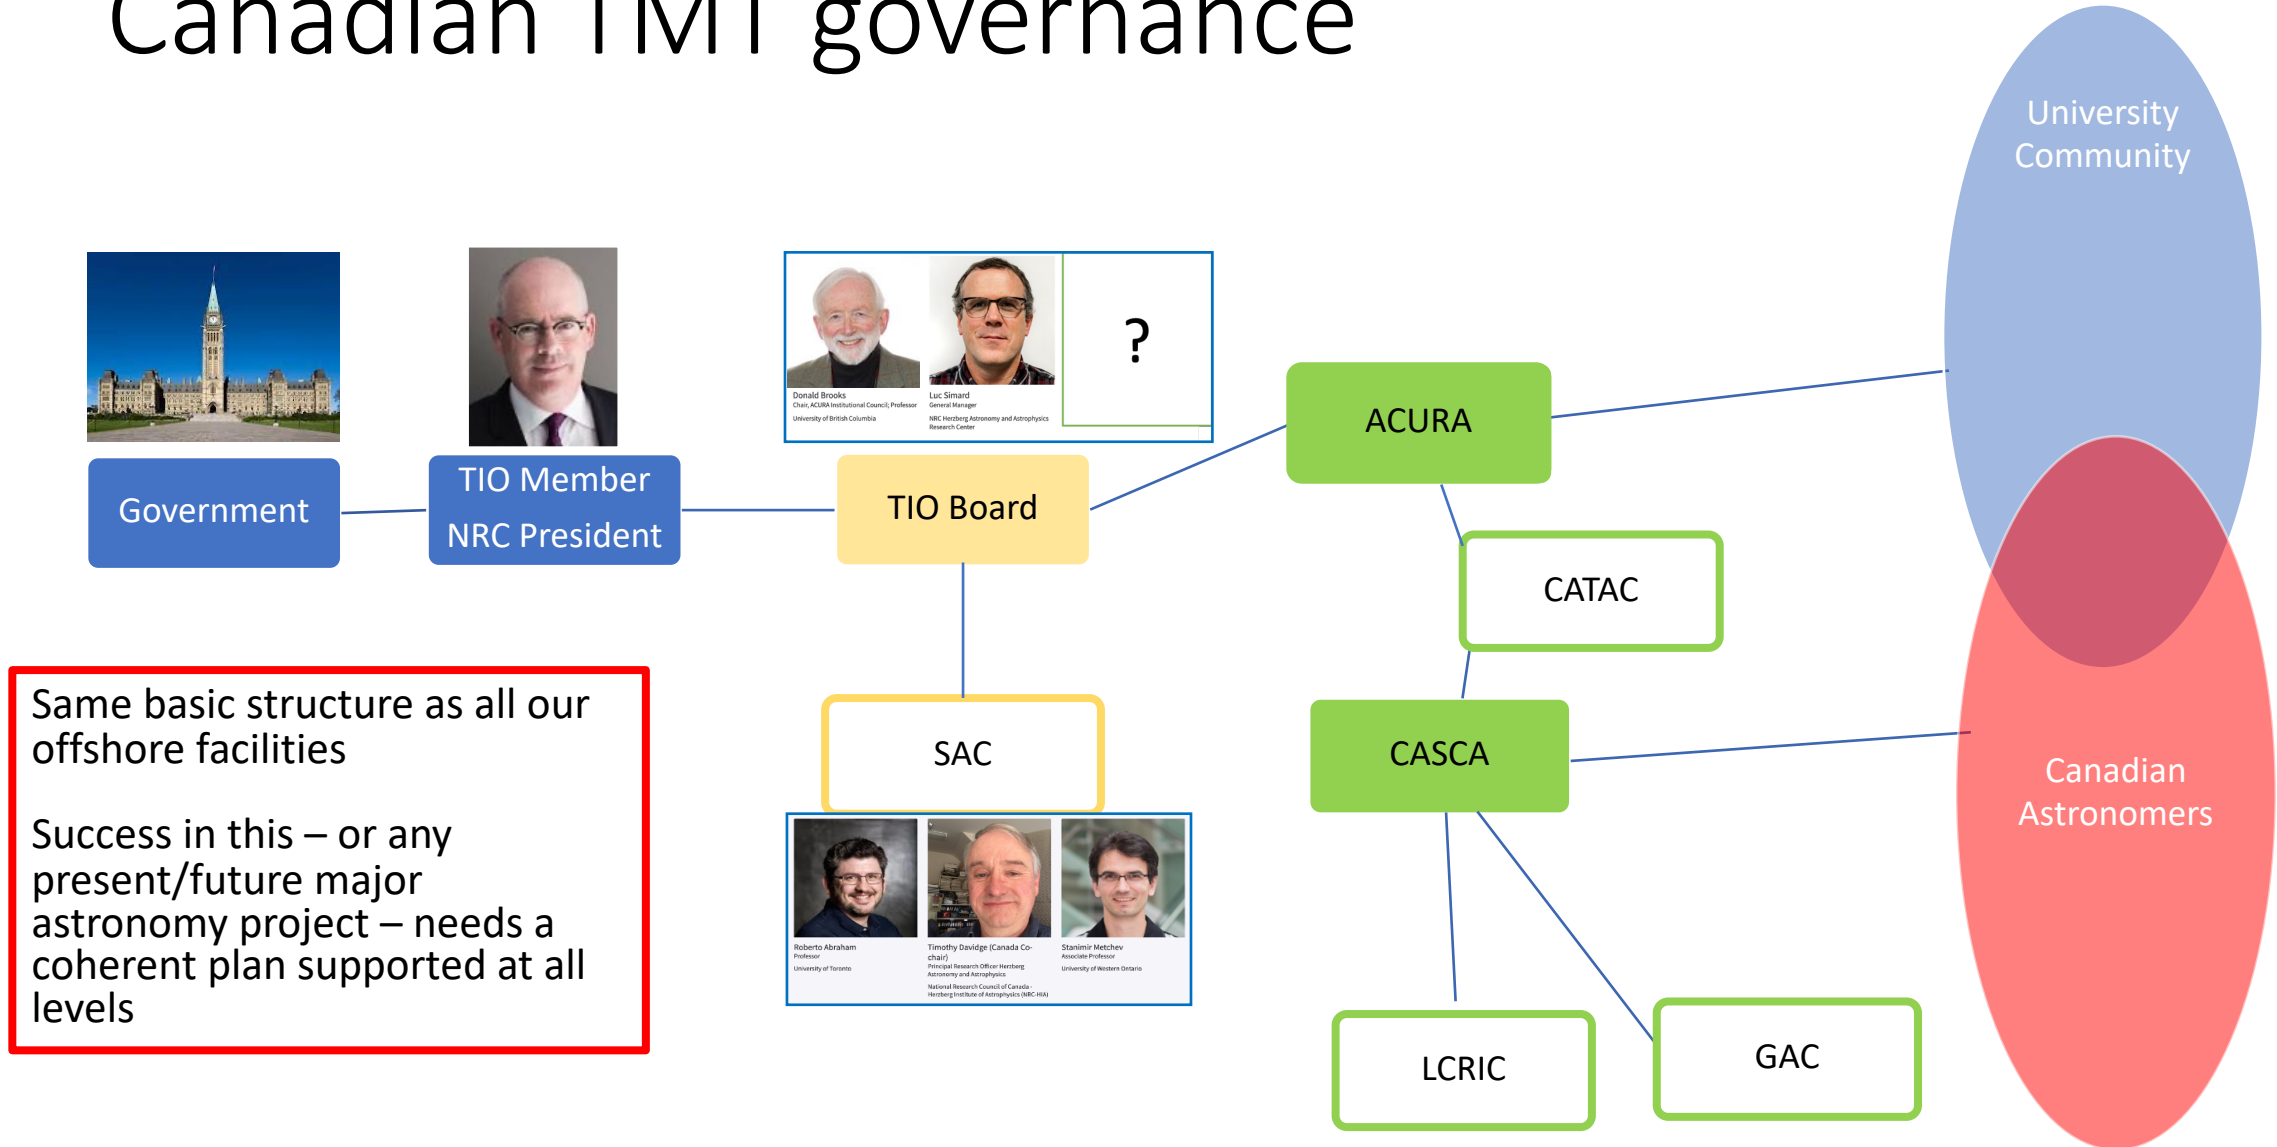 Canadian TMT governance
University
Community
Donald Brooks
Chair, ACURA Institutional Council; Professor
University of British Columbia
Luc Simard
General Manager
NRC Herzberg Astronomy and Astrophysics
Research Center
?
Government
TIO Member
NRC President
TIO Board
ACURA
CATAC
Same basic structure as all our
offshore facilities
Success in this – or any
present/future major
astronomy project – needs a
coherent plan supported at all
levels
SAC
CASCA
Canadian
Astronomers
Roberto Abraham
Professor
University of Toronto
Timothy Davidge (Canada Co-
chair)
Principal Research Officer Herzberg
Astronomy and Astrophysics
National Research Council of Canada -
Herzberg Institute of Astrophysics (NRC-HIA)
Stanimir Metchev
Associate Professor
University of Western Ontario
LCRIC
GAC